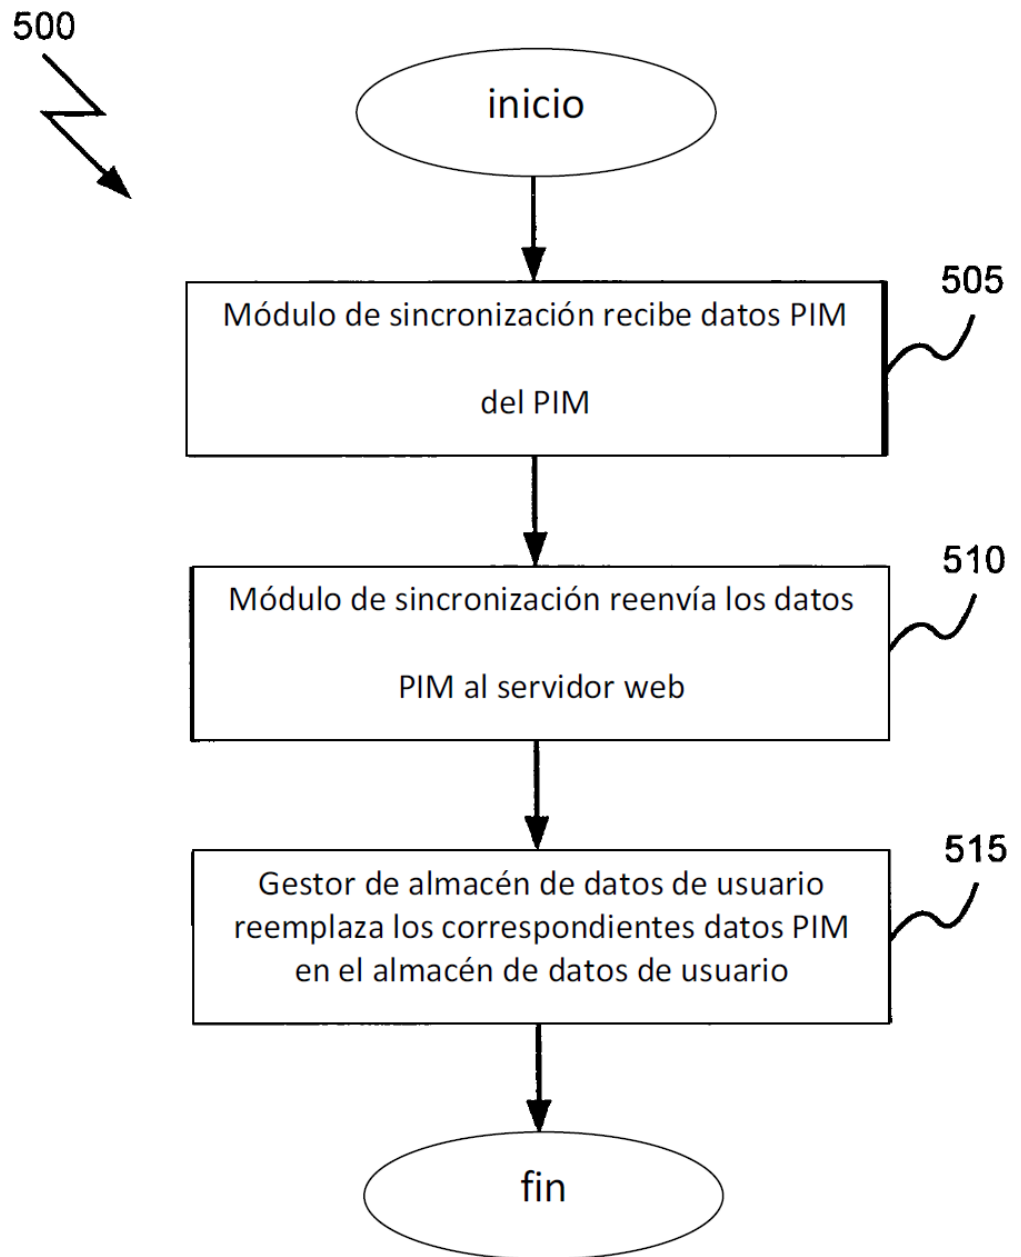 500
inicio
505
Módulo de sincronización recibe datos PIM
del PIM
510
Módulo de sincronización reenvía los datos
PIM al servidor web
515
Gestor de almacén de datos de usuario
reemplaza los correspondientes datos PIM
en el almacén de datos de usuario
fin